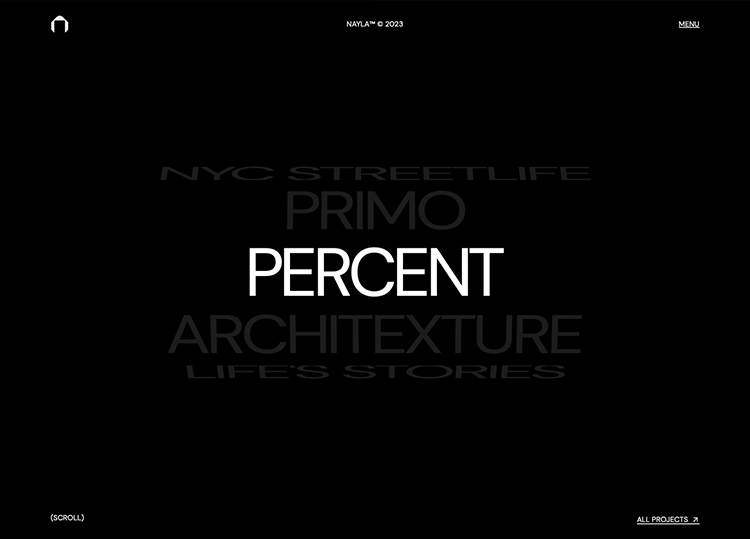 NAYLA™ © 2023
MENU
NYC STREETLIFE
PRIMO
PERCENT
ARCHITEXTURE
LIFE'S STORIES
(SCROLL)
ALL PROJECTS ↗